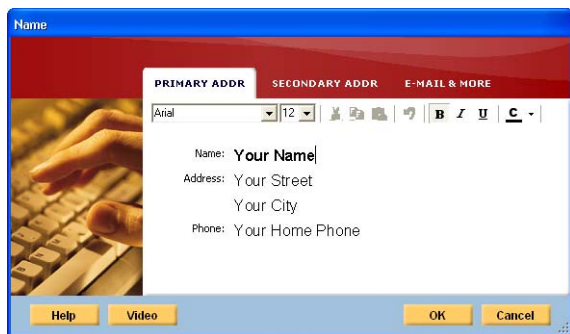 Name
PRIMARY ADDR SECONDARY ADDR E-MAIL & MORE
Arial 12 B I U C
Name: Your Name
Address: Your Street
Your City
Phone: Your Home Phone
Help Video OK Cancel